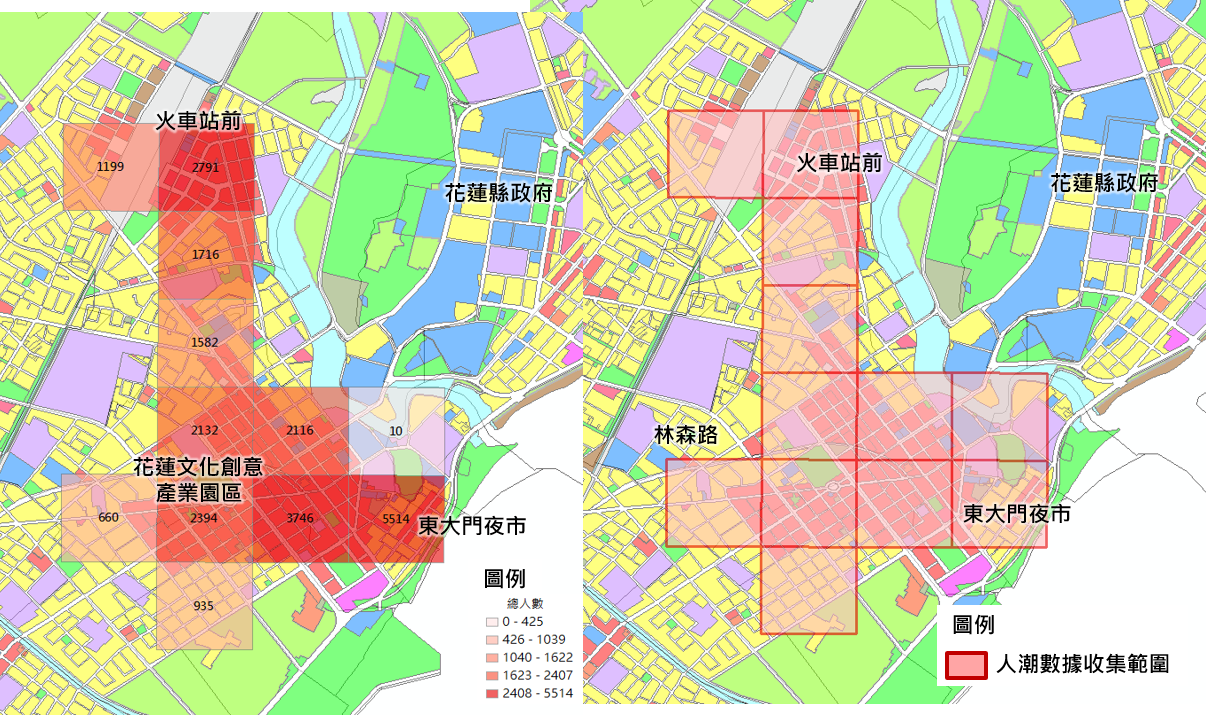 火車站前
1199
2791
花蓮縣政府
1716
1582
2132
2116
10
花蓮文化創意
產業園區
660
2394
3746
5514
東大門夜市
935
圖例
總人數
0 - 425
426 - 1039
1040 - 1622
1623 - 2407
2408 - 5514
火車站前
花蓮縣政府
林森路
東大門夜市
圖例
人潮數據收集範圍